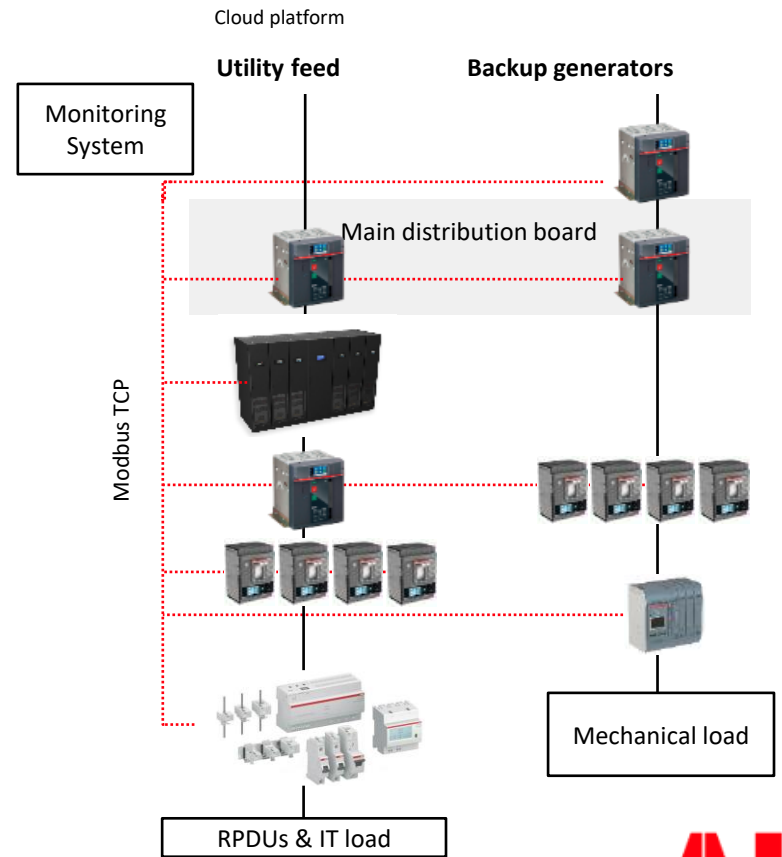 Cloud platform
Utility feed
Backup generators
Monitoring
System
Main distribution board
Modbus TCP
Mechanical load
RPDUs & IT load